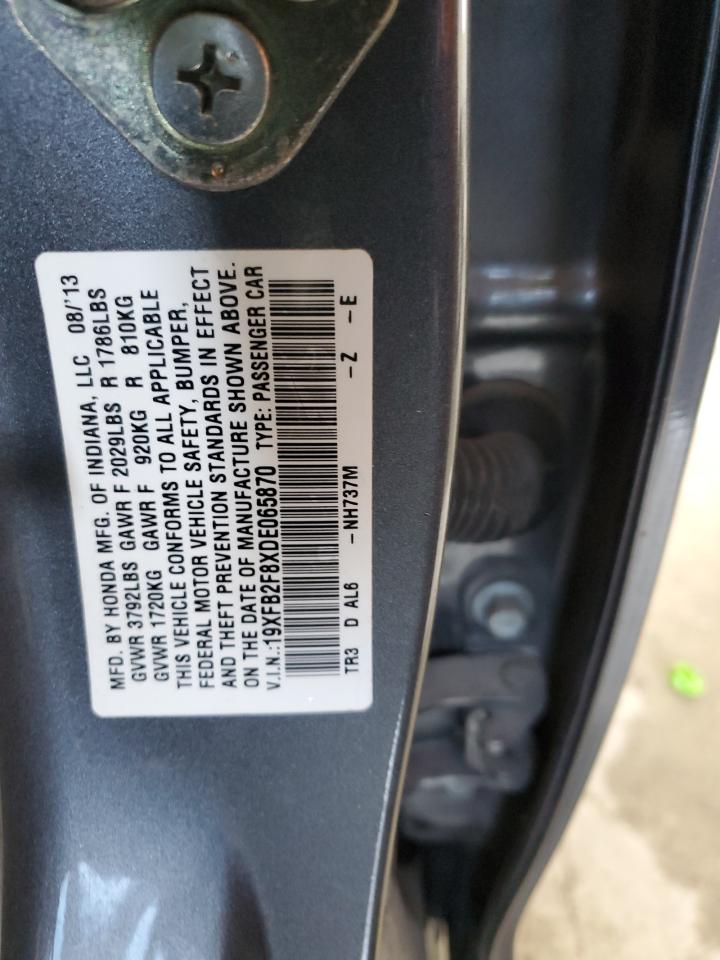 MFD. BY HONDA MFG. OF INDIANA, LLC 08/'13
GVWR 3792LBS GAWR F 2029LBS R 1786LBS
GVWR 1720KG GAWR F 920KG R 810KG
THIS VEHICLE CONFORMS TO ALL APPLICABLE
FEDERAL MOTOR VEHICLE SAFETY, BUMPER,
AND THEFT PREVENTION STANDARDS IN EFFECT
ON THE DATE OF MANUFACTURE SHOWN ABOVE.
V.I.N.:19XFB2F8XDE065870 TYPE: PASSENGER CAR
TR3 D AL6 -NH737M -Z -E